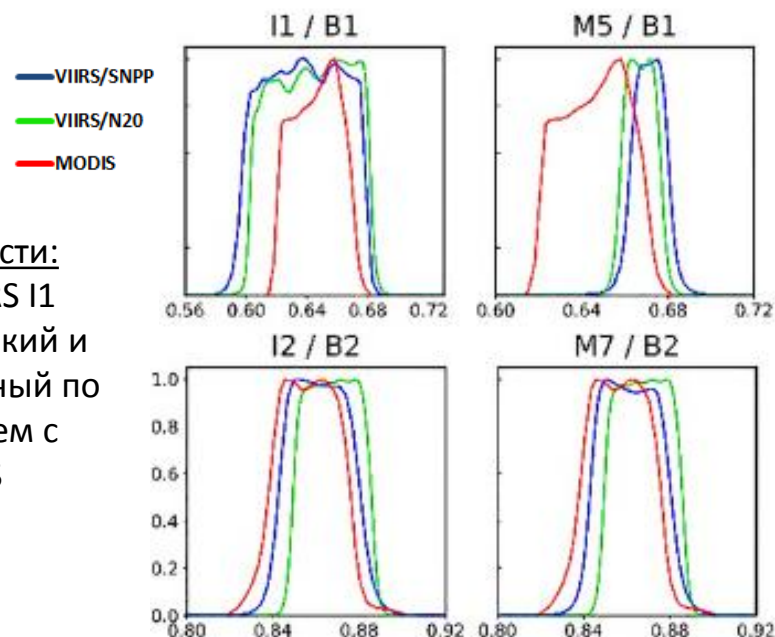 I1 / B1
M5 / B1
VIIRS/SNPP
VIIRS/N20
MODIS
0.56 0.60 0.64 0.68 0.72
0.60 0.64 0.68 0.72
сти:
S I1
кий и
ный по
ем с
I2 / B2
M7 / B2
1.0
0.8
0.6
0.4
0.2
0.0
0.80 0.84 0.88 0.92
0.80 0.84 0.88 0.92